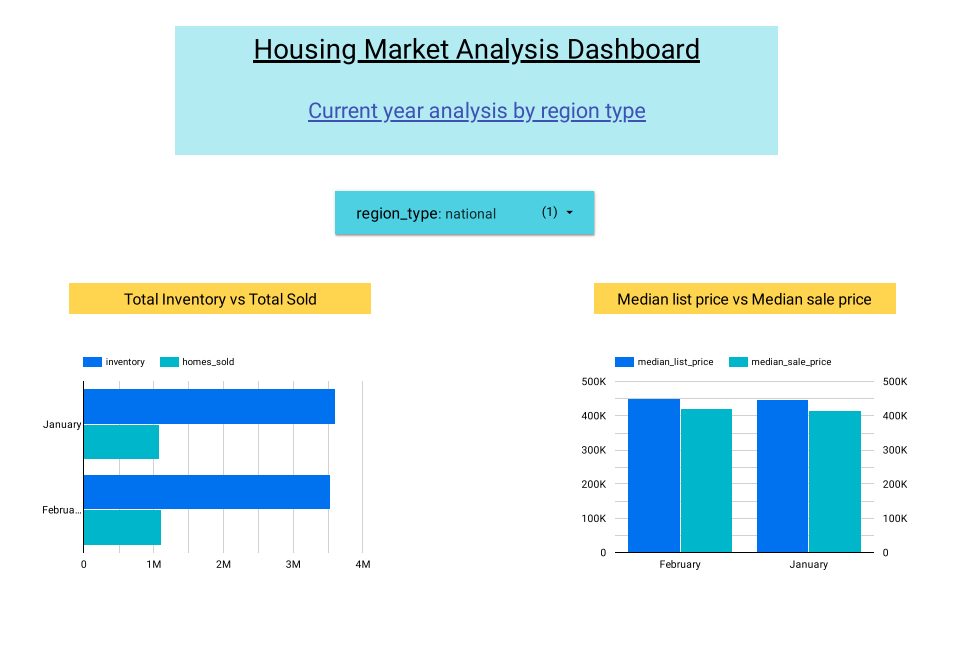 Housing Market Analysis Dashboard
Current year analysis by region type
region_type: national (1)
Total Inventory vs Total Sold
inventory homes_sold
January
Februa...
0 1M 2M 3M 4M
Median list price vs Median sale price
median_list_price median_sale_price
500K 500K
400K 400K
300K 300K
200K 200K
100K 100K
0 0
February January